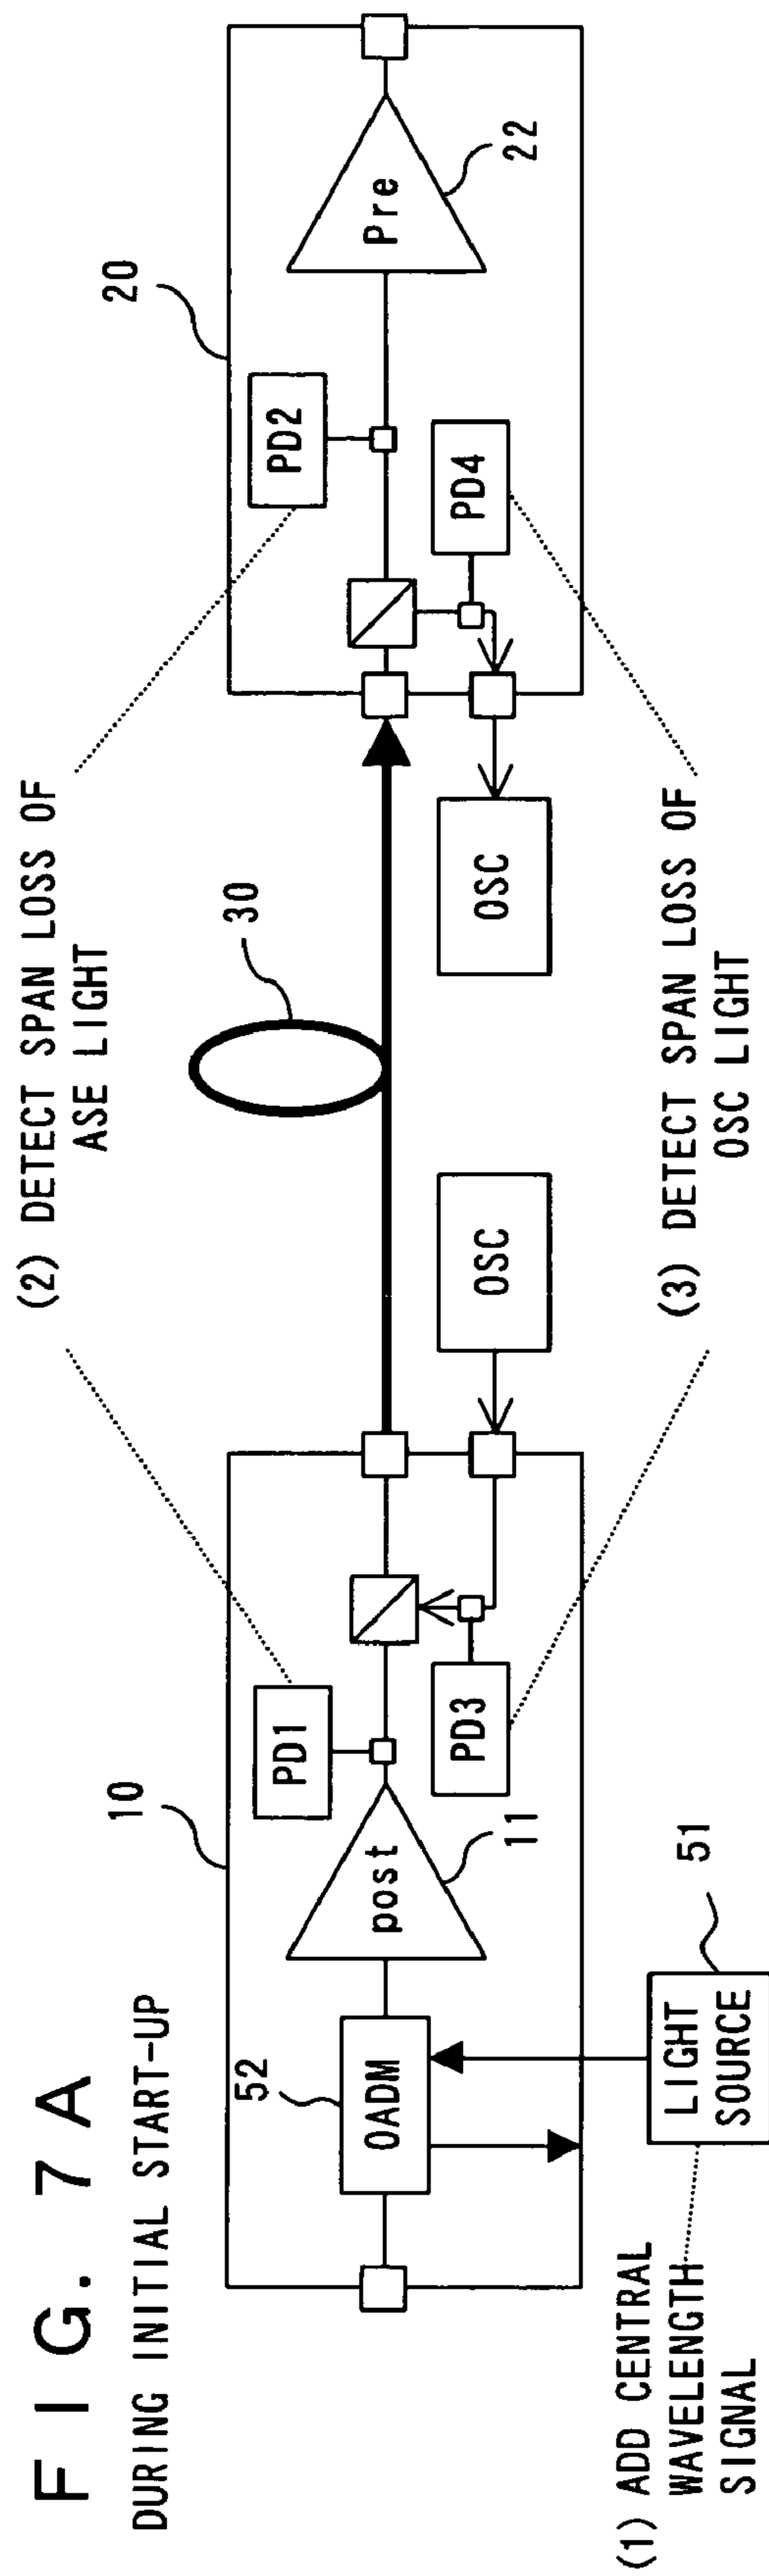 FIG. 7A
DURING INITIAL START-UP
(2) DETECT SPAN LOSS OF
ASE LIGHT
10
30
20
52
OADM
post
11
PD1
PD3
PD2
PD4
Pre
22
OSC
OSC
LIGHT
SOURCE
51
(1) ADD CENTRAL
WAVELENGTH
SIGNAL
(3) DETECT SPAN LOSS OF
OSC LIGHT